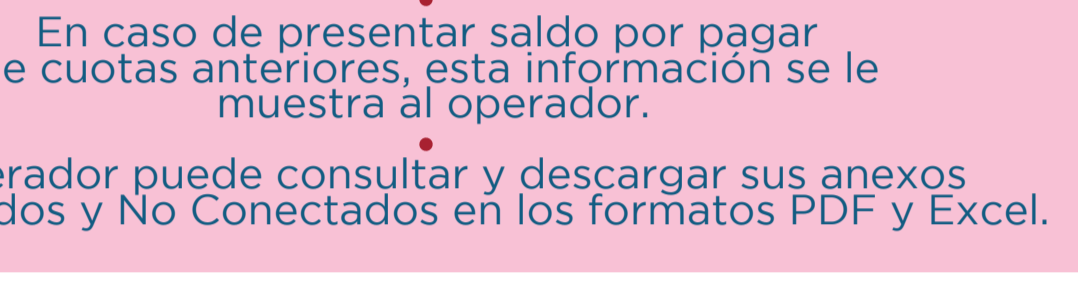 En caso de presentar saldo por pagar
e cuotas anteriores, esta información se le
muestra al operador.
erador puede consultar y descargar sus anexos
dos y No Conectados en los formatos PDF y Excel.